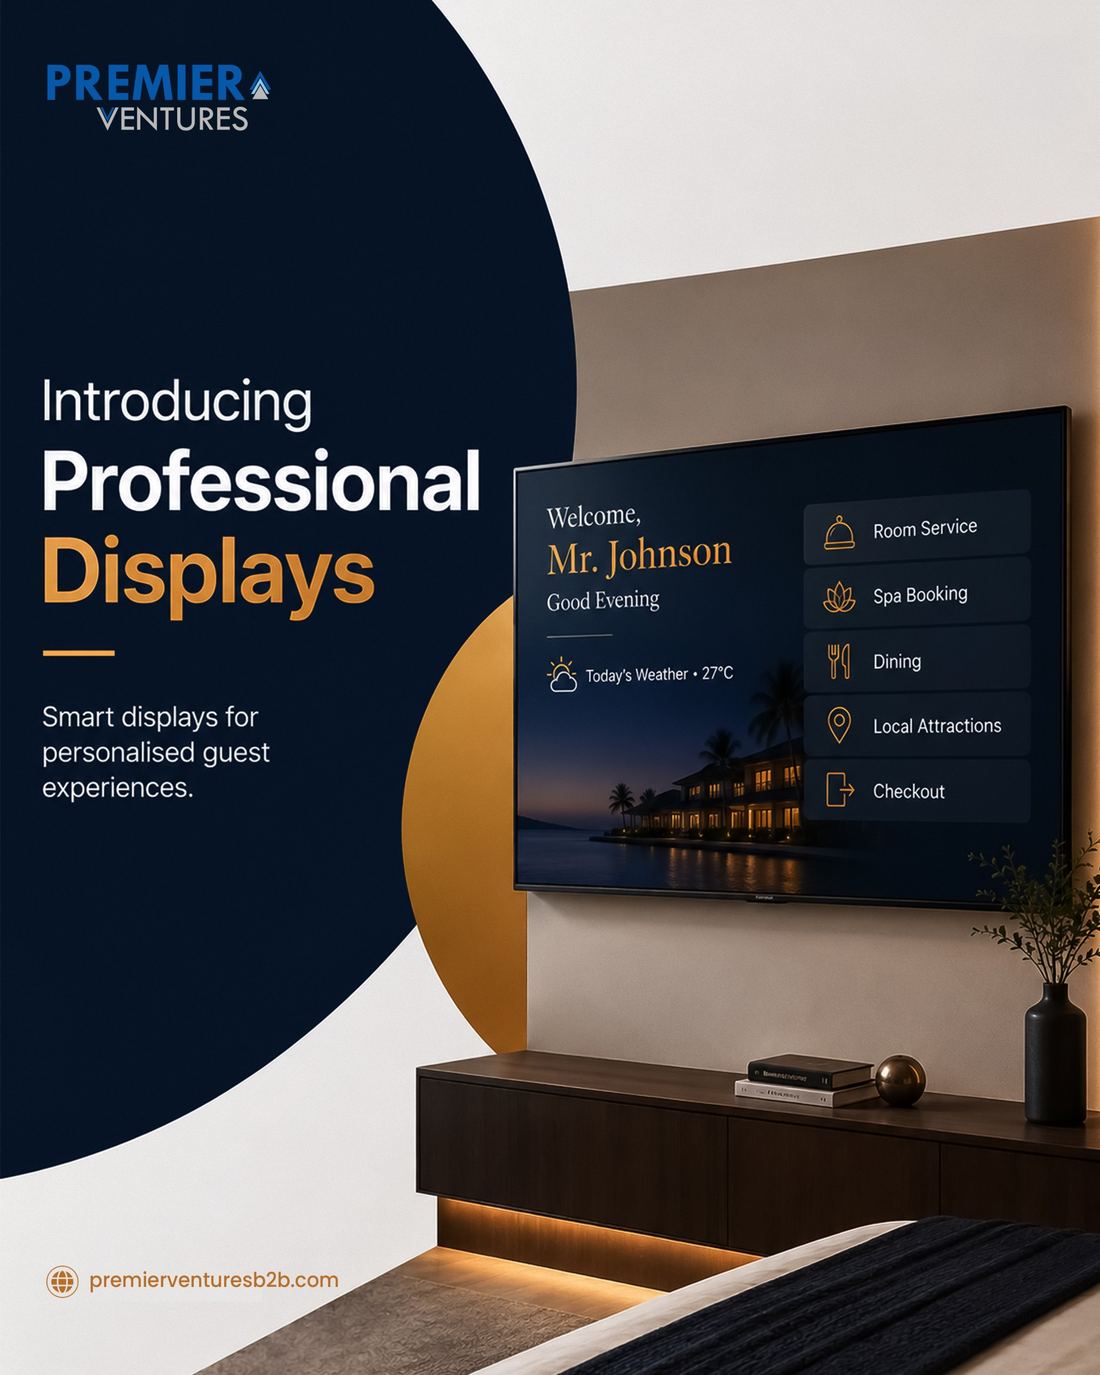 PREMIER
VENTURES
Introducing
Professional
Displays
Smart displays for
personalised guest
experiences.
Welcome,
Mr. Johnson
Good Evening
Today's Weather • 27°C
Room Service
Spa Booking
Dining
Local Attractions
Checkout
premierventuresb2b.com